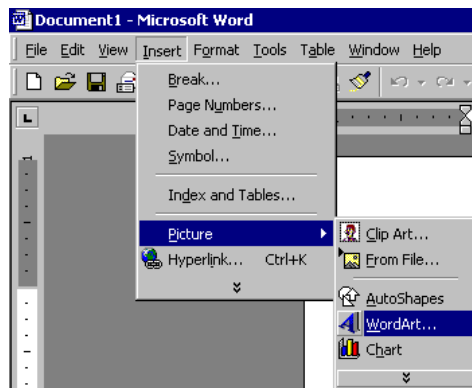 Document1 - Microsoft Word
File Edit View Insert Format Tools Table Window Help
Break...
Page Numbers...
Date and Time...
Symbol...
Index and Tables...
Picture
Clip Art...
Hyperlink... Ctrl+K
From File...
AutoShapes
WordArt...
Chart